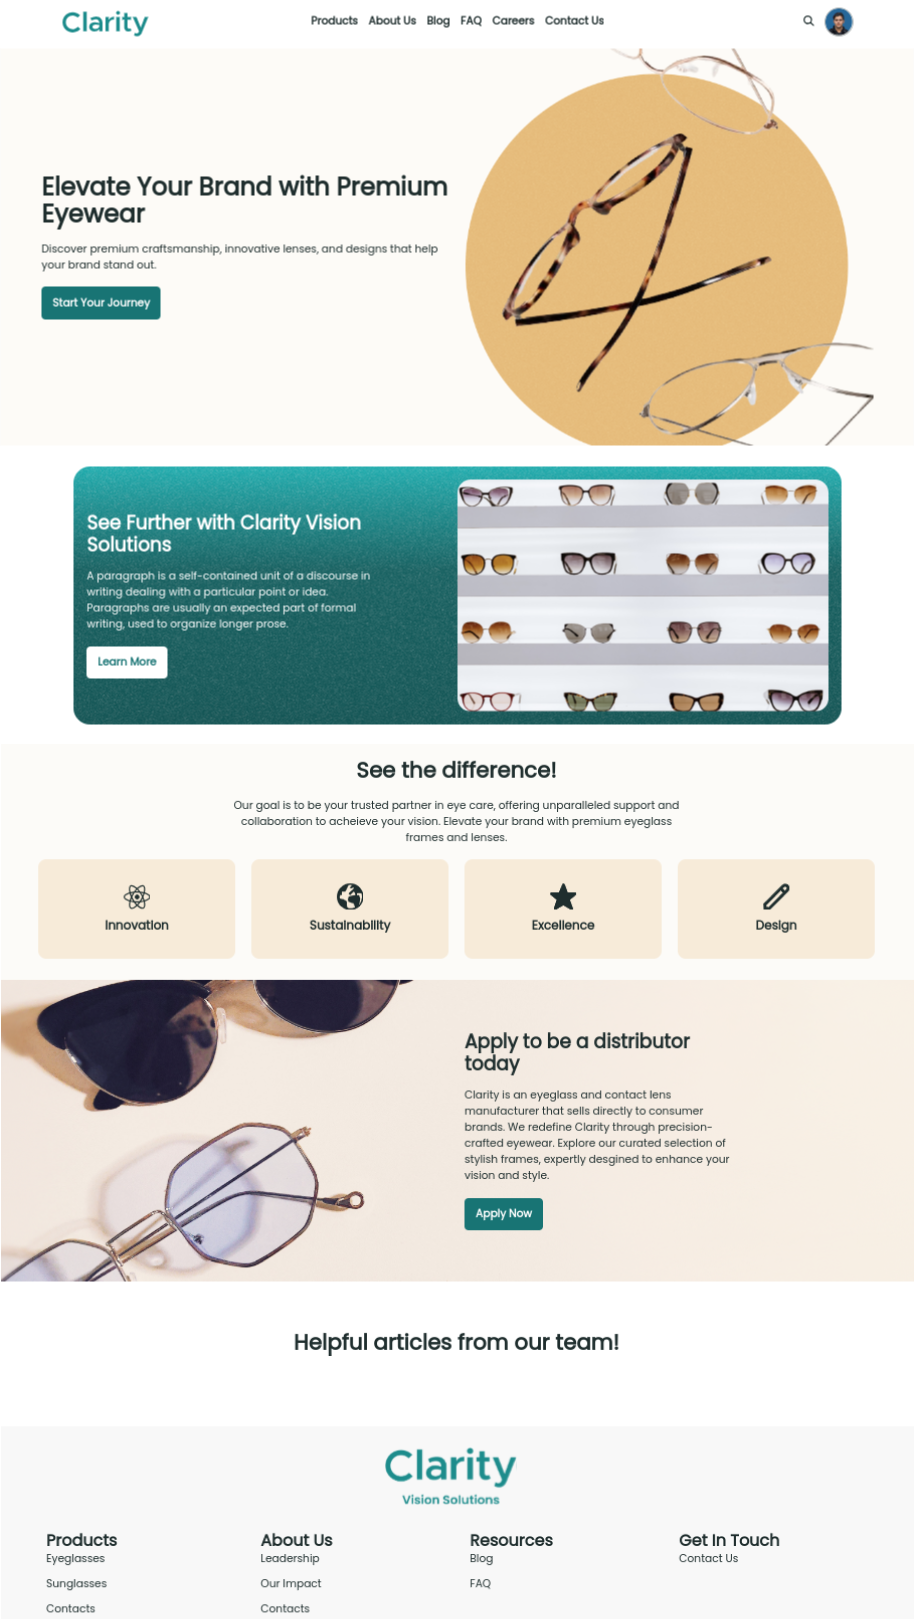 Clarity
Products About Us Blog FAQ Careers Contact Us
Elevate Your Brand with Premium
Eyewear
Discover premium craftsmanship, innovative lenses, and designs that help
your brand stand out.
Start Your Journey
See Further with Clarity Vision
Solutions
A paragraph is a self-contained unit of a discourse in
writing dealing with a particular point or idea.
Paragraphs are usually an expected part of formal
writing, used to organize longer prose.
Learn More
See the difference!
Our goal is to be your trusted partner in eye care, offering unparalleled support and
collaboration to acheieve your vision. Elevate your brand with premium eyeglass
frames and lenses.
Innovation
Sustainability
Excellence
Design
Apply to be a distributor
today
Clarity is an eyeglass and contact lens
manufacturer that sells directly to consumer
brands. We redefine Clarity through precision-
crafted eyewear. Explore our curated selection of
stylish frames, expertly desgined to enhance your
vision and style.
Apply Now
Helpful articles from our team!
Clarity
Vision Solutions
Products
Eyeglasses
Sunglasses
Contacts
About Us
Leadership
Our Impact
Contacts
Resources
Blog
FAQ
Get In Touch
Contact Us